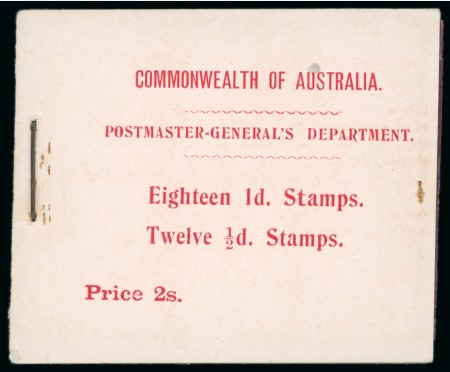 COMMONWEALTH OF AUSTRALIA.
POSTMASTER-GENERAL'S DEPARTMENT.
Eighteen 1d. Stamps.
Twelve ½d. Stamps.
Price 2s.